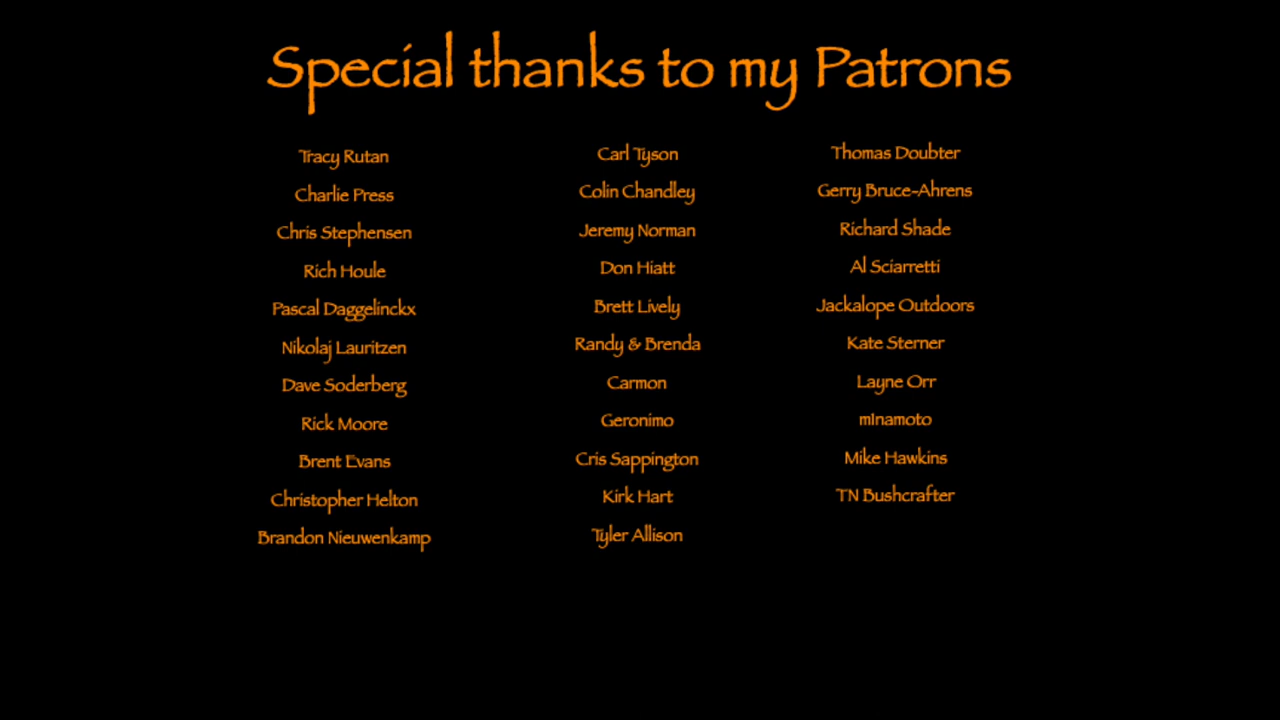 Special thanks to my Patrons
Tracy Rutan
Charlie Press
Chris Stephensen
Rich Houle
Pascal Daggelinckx
Nikolaj Lauritzen
Dave Soderberg
Rick Moore
Brent Evans
Christopher Helton
Brandon Nieuwenkamp
Carl Tyson
Colin Chandley
Jeremy Norman
Don Hiatt
Brett Lively
Randy & Brenda
Carmon
Geronimo
Cris Sappington
Kirk Hart
Tyler Allison
Thomas Doubter
Gerry Bruce-Ahrens
Richard Shade
Al Sciarretti
Jackalope Outdoors
Kate Sterner
Layne Orr
m1namoto
Mike Hawkins
TN Bushcrafter